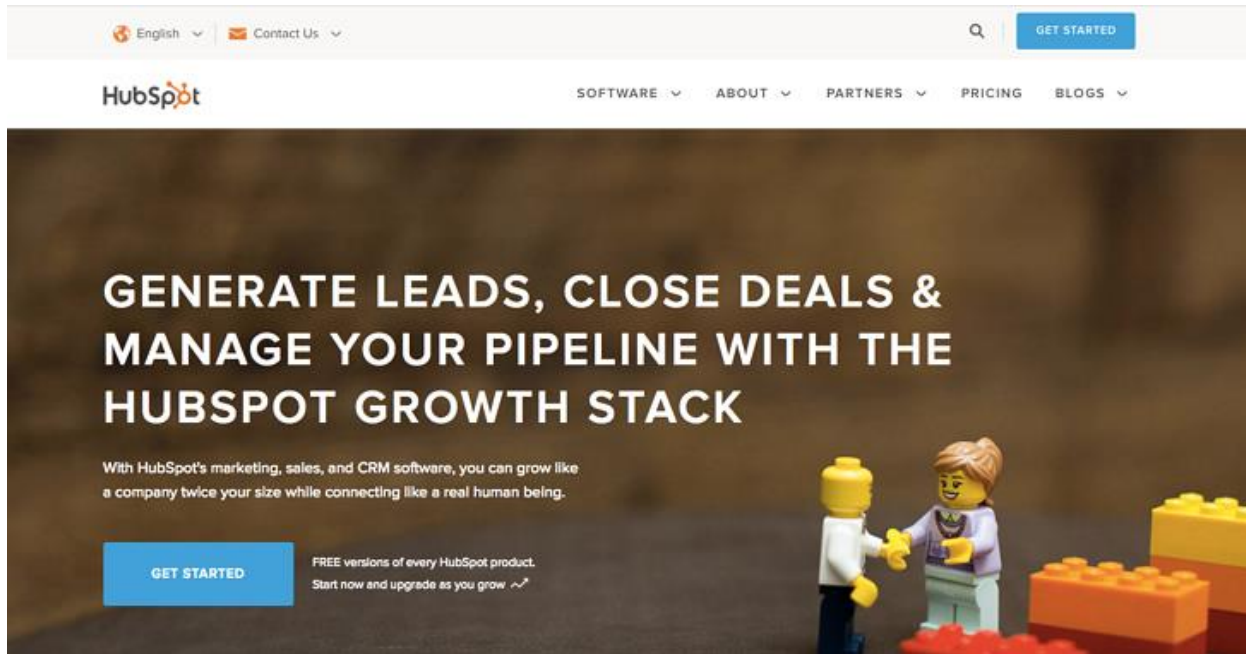 English
Contact Us
GET STARTED
HubSpot
SOFTWARE
ABOUT
PARTNERS
PRICING
BLOGS
GENERATE LEADS, CLOSE DEALS &
MANAGE YOUR PIPELINE WITH THE
HUBSPOT GROWTH STACK
With HubSpot's marketing, sales, and CRM software, you can grow like
a company twice your size while connecting like a real human being.
GET STARTED
FREE versions of every HubSpot product.
Start now and upgrade as you grow